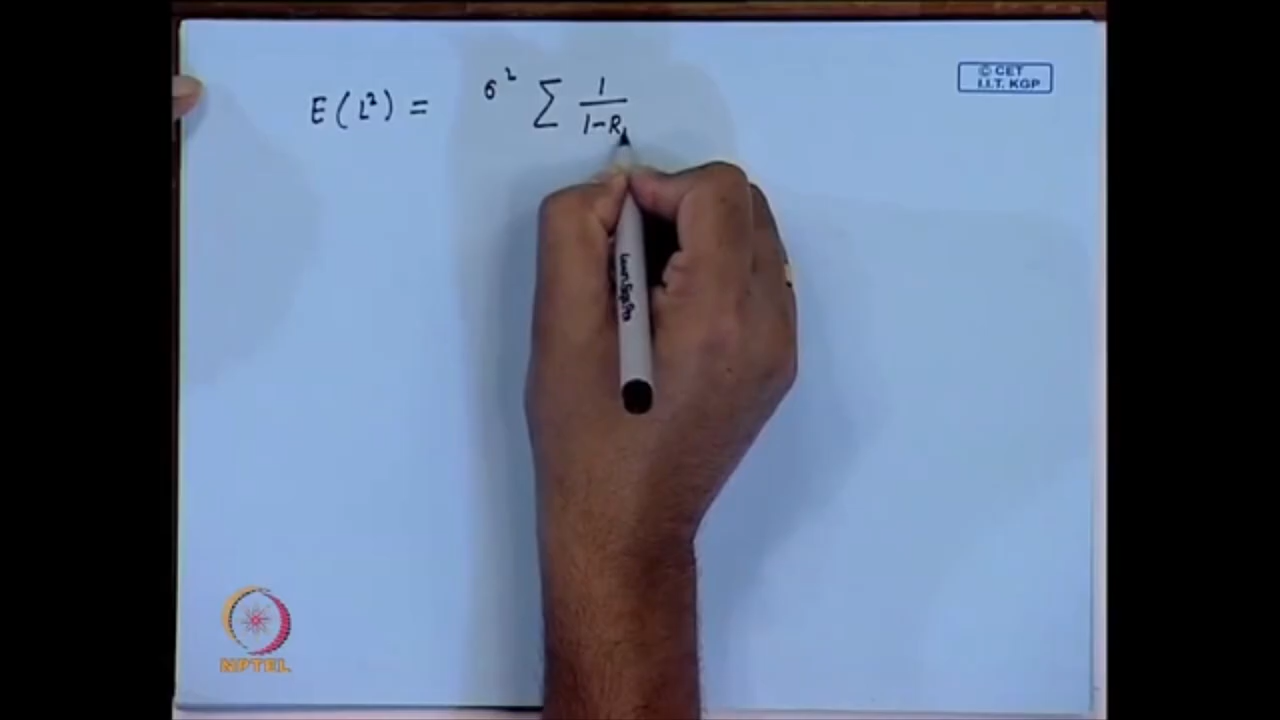 E(L²) = σ² ∑ 1/(1-R
© CET
I.I.T. KGP
NPTEL